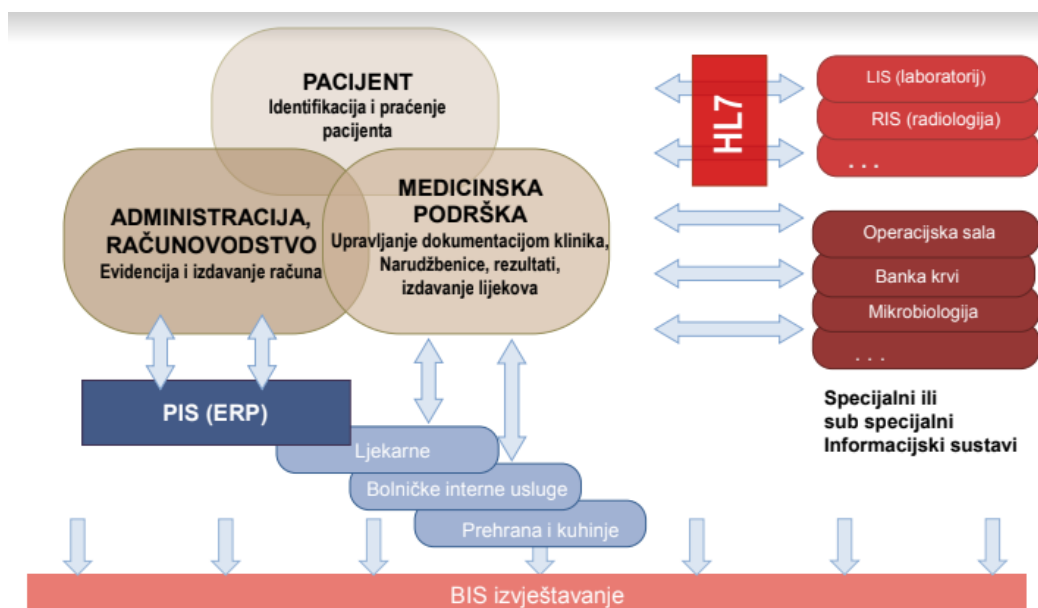 PACIJENT
Identifikacija i praćenje
pacijenta
ADMINISTRACIJA,
RAČUNOVODSTVO
Evidencija i izdavanje računa
MEDICINSKA
PODRŠKA
Upravljanje dokumentacijom klinika,
Narudžbenice, rezultati,
izdavanje lijekova
HL7
LIS (laboratorij)
RIS (radiologija)
. . .
Operacijska sala
Banka krvi
Mikrobiologija
. . .
Specijalni ili
sub specijalni
Informacijski sustavi
PIS (ERP)
Ljekarne
Bolničke interne usluge
Prehrana i kuhinje
BIS izvještavanje